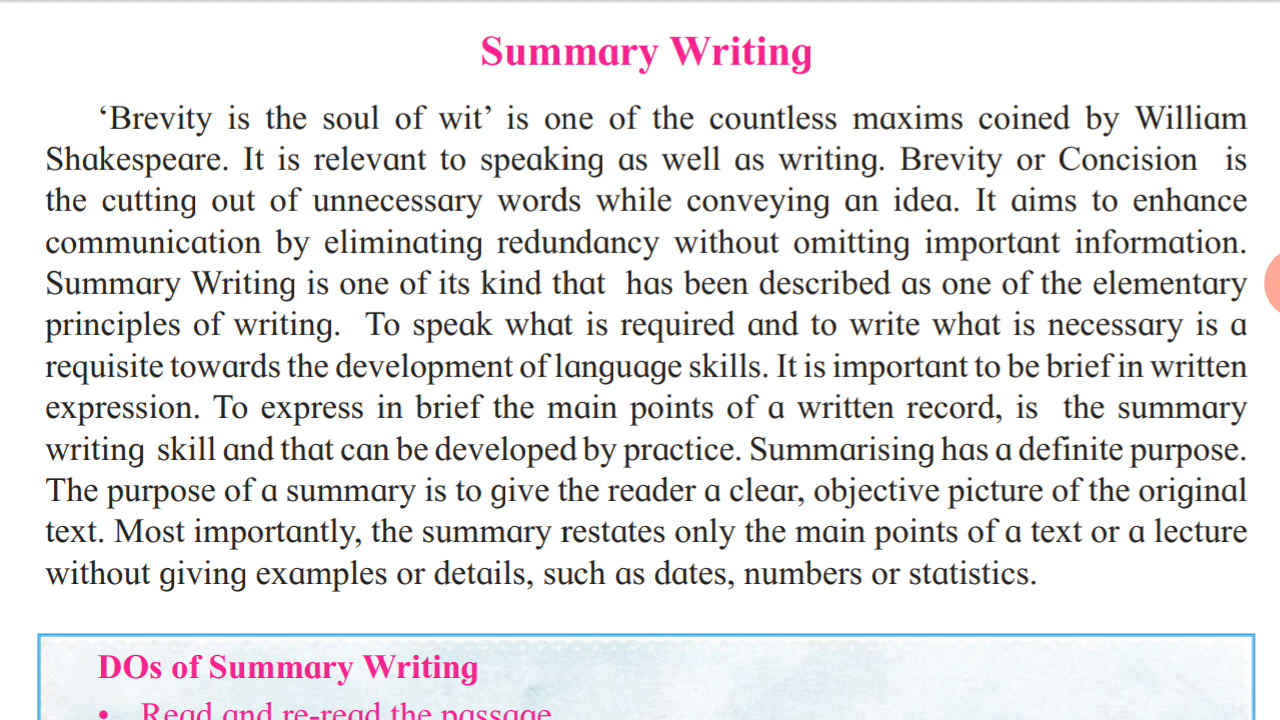 Summary Writing
‘Brevity is the soul of wit’ is one of the countless maxims coined by William
Shakespeare. It is relevant to speaking as well as writing. Brevity or Concision is
the cutting out of unnecessary words while conveying an idea. It aims to enhance
communication by eliminating redundancy without omitting important information.
Summary Writing is one of its kind that has been described as one of the elementary
principles of writing. To speak what is required and to write what is necessary is a
requisite towards the development of language skills. It is important to be brief in written
expression. To express in brief the main points of a written record, is the summary
writing skill and that can be developed by practice. Summarising has a definite purpose.
The purpose of a summary is to give the reader a clear, objective picture of the original
text. Most importantly, the summary restates only the main points of a text or a lecture
without giving examples or details, such as dates, numbers or statistics.
DOs of Summary Writing
• Read and re-read the passage